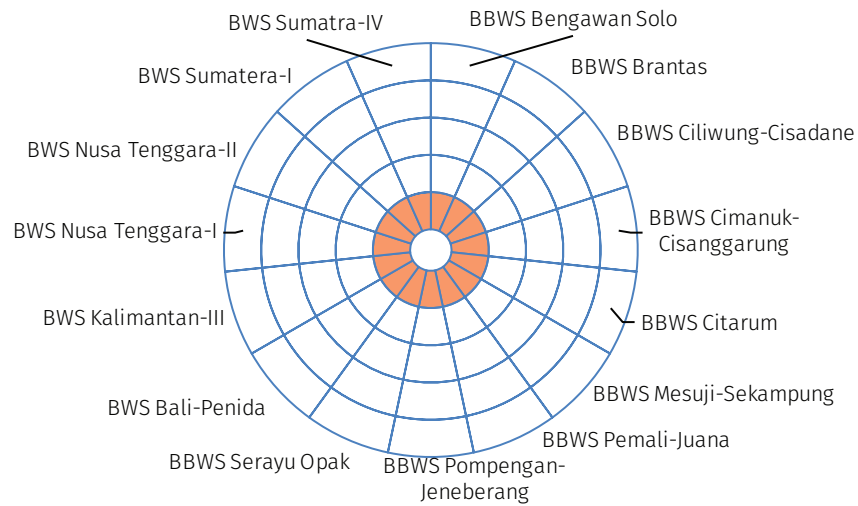 BWS Sumatra-IV
BBWS Bengawan Solo
BWS Sumatera-I
BBWS Brantas
BBWS Ciliwung-Cisadane
BWS Nusa Tenggara-II
BWS Nusa Tenggara-I
BBWS Cimanuk-
Cisanggarung
BWS Kalimantan-III
BBWS Citarum
BBWS Mesuji-Sekampung
BWS Bali-Penida
BBWS Pemali-Juana
BBWS Serayu Opak
BBWS Pompengan-
Jeneberang